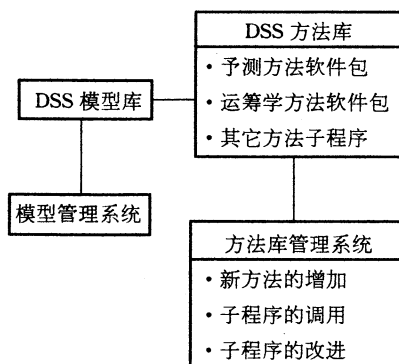 DSS 方法库
· 予测方法软件包
· 运筹学方法软件包
· 其它方法子程序
DSS 模型库
模型管理系统
方法库管理系统
· 新方法的增加
· 子程序的调用
· 子程序的改进